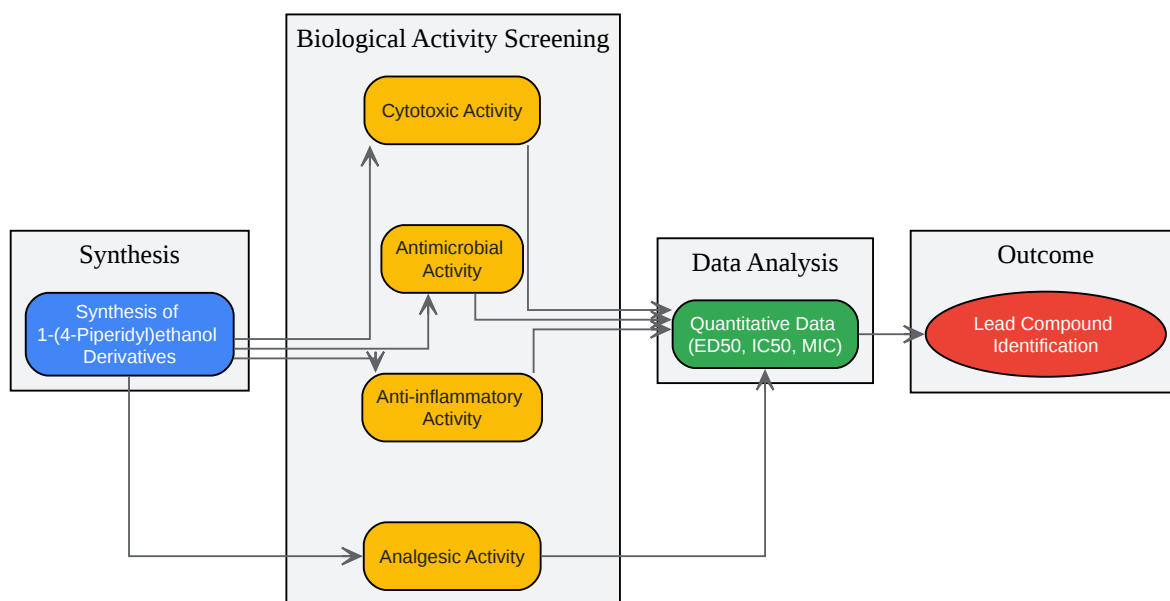 Synthesis
Synthesis of
1-(4-Piperidyl)ethanol
Derivatives
Biological Activity Screening
Cytotoxic Activity
Antimicrobial
Activity
Anti-inflammatory
Activity
Analgesic Activity
Data Analysis
Quantitative Data
(ED50, IC50, MIC)
Outcome
Lead Compound
Identification